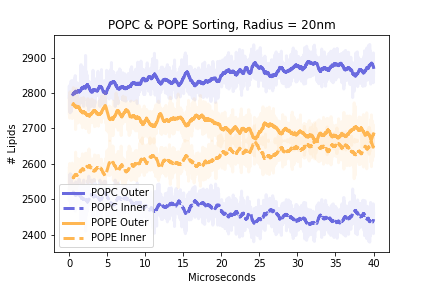 POPC & POPE Sorting, Radius = 20nm
2900
2800
2700
2600
2500
2400
# Lipids
POPC Outer
POPC Inner
POPE Outer
POPE Inner
0 5 10 15 20 25 30 35 40
Microseconds